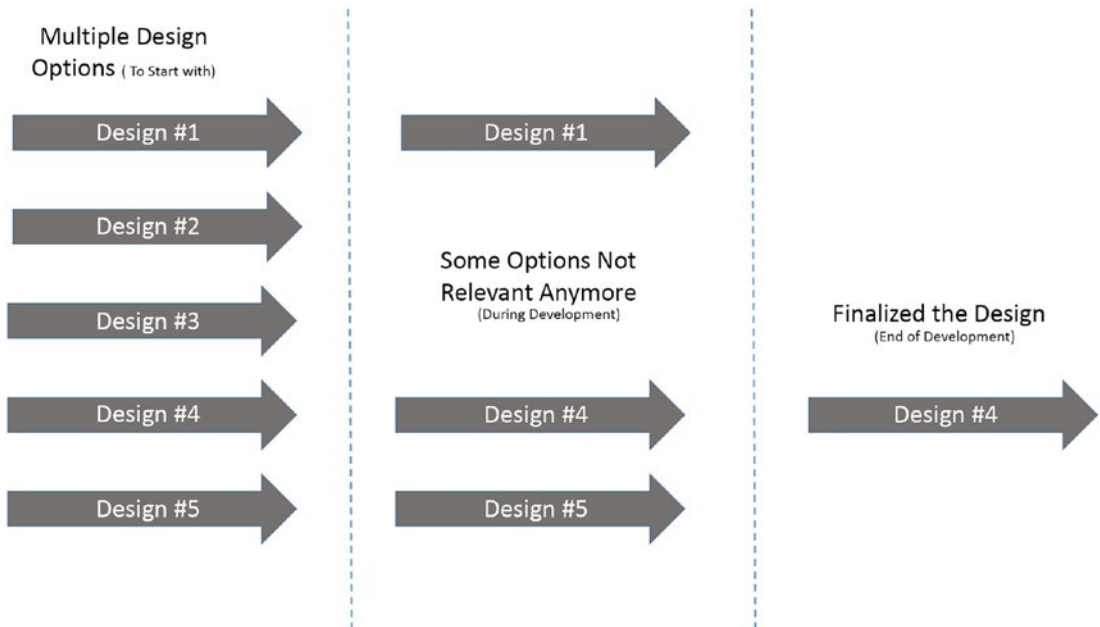 Multiple Design
Options ( To Start with)
Design #1
Design #2
Design #3
Design #4
Design #5
Design #1
Some Options Not
Relevant Anymore
(During Development)
Design #4
Design #5
Finalized the Design
(End of Development)
Design #4